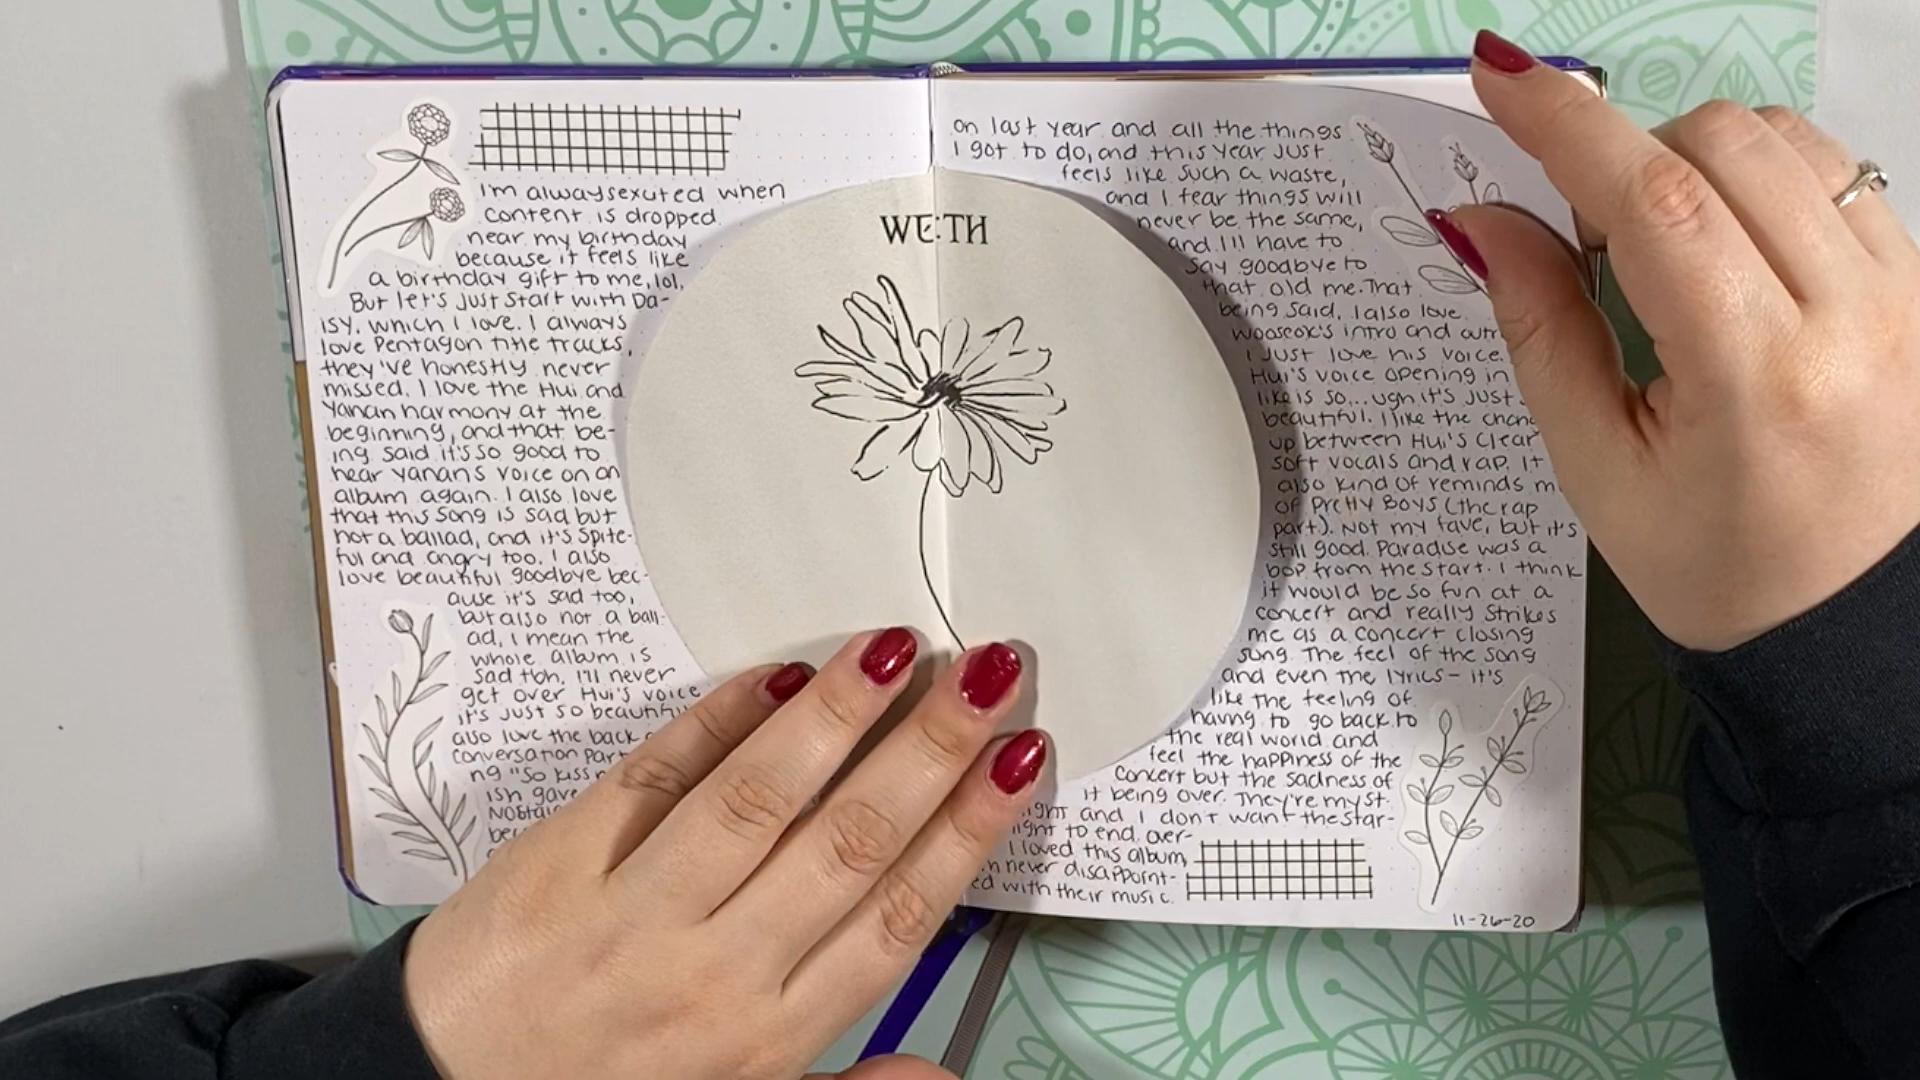 I'm always excited when
content is dropped
near my birthday
because it feels like
a birthday gift to me, lol.
But let's just start with Da-
isy, which I love. I always
love Pentagon title tracks,
they've honestly never
missed. I love the Hui and
Yanan harmony at the
beginning, and that be-
ing said it's so good to
hear Yanan's voice on an
album again. I also love
that this song is sad but
not a ballad, and it's spite-
ful and angry too. I also
love beautiful goodbye bec-
ause it's sad too,
but also not a ball-
ad, I mean the
whole album is
sad tbh. I'll never
get over Hui's voice
it's just so beautiful
also love the back
conversation part
ng "So kiss
ish gave
WE:TH
on last year and all the things
I got to do, and this year just
feels like such a waste,
and I fear things will
never be the same,
and I'll have to
say goodbye to
that old me. That
being said, I also love
wooseok's intro and outr
I just love his voice.
Hui's voice opening in
like is so... ugh it's just
beautiful. I like the chang
up between Hui's clear
soft vocals and rap. It
also kind of reminds m
of Pretty Boys (the rap
part). Not my fave, but it's
still good. Paradise was a
bop from the start. I think
it would be so fun at a
concert and really strikes
me as a concert closing
song. The feel of the song
and even the lyrics- it's
like the feeling of
having to go back to
the real world and
feel the happiness of the
concert but the sadness of
it being over. They're my st-
ight and I don't want the star-
light to end. over-
I loved this album,
never disappoint-
ed with their music.
11-26-20